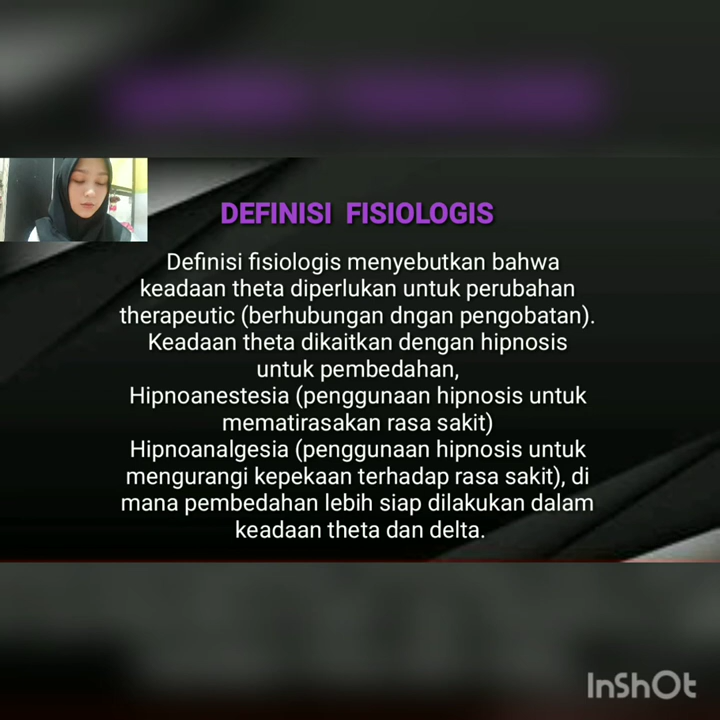 DEFINISI FISIOLOGIS
Definisi fisiologis menyebutkan bahwa
keadaan theta diperlukan untuk perubahan
therapeutic (berhubungan dngan pengobatan).
Keadaan theta dikaitkan dengan hipnosis
untuk pembedahan,
Hipnoanestesia (penggunaan hipnosis untuk
mematirasakan rasa sakit)
Hipnoanalgesia (penggunaan hipnosis untuk
mengurangi kepekaan terhadap rasa sakit), di
mana pembedahan lebih siap dilakukan dalam
keadaan theta dan delta.
InShOt